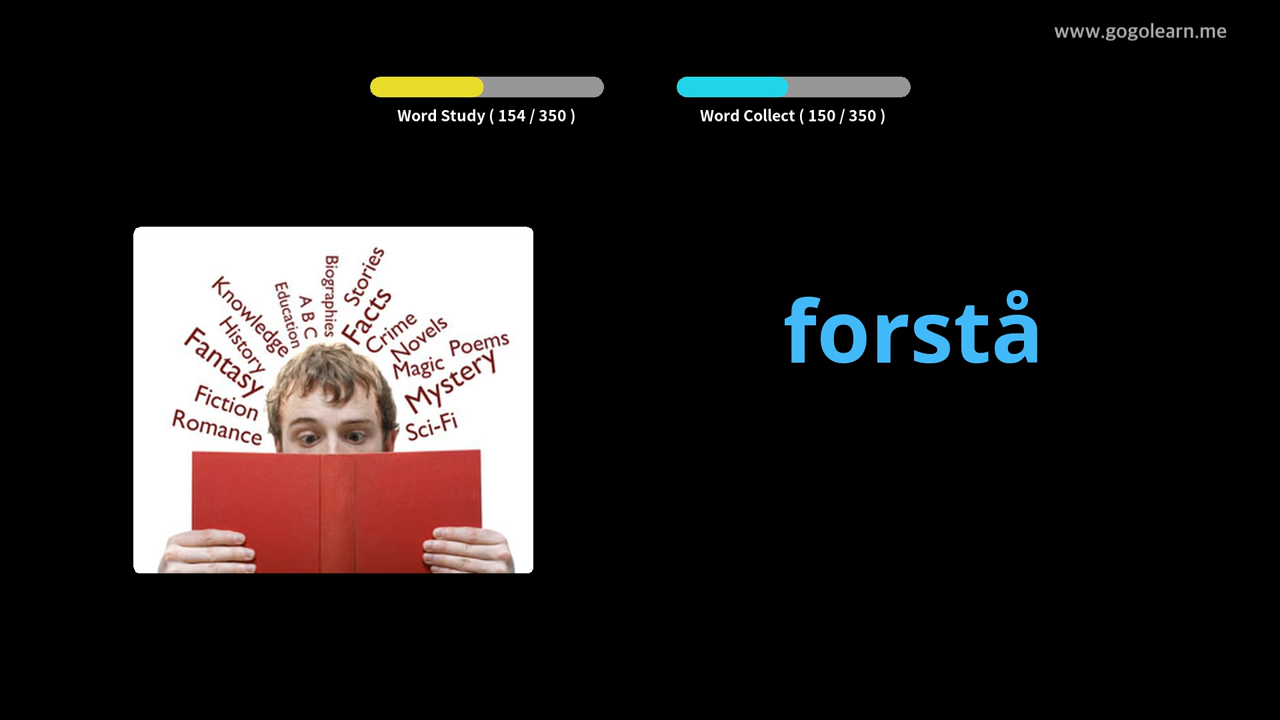 www.gogolearn.me
Word Study ( 154 / 350 )
Word Collect ( 150 / 350 )
forstå
Romance
Fiction
Fantasy
History
Knowledge
Education
A B C
Biographies
Stories
Facts
Crime
Novels
Magic
Poems
Mystery
Sci-Fi